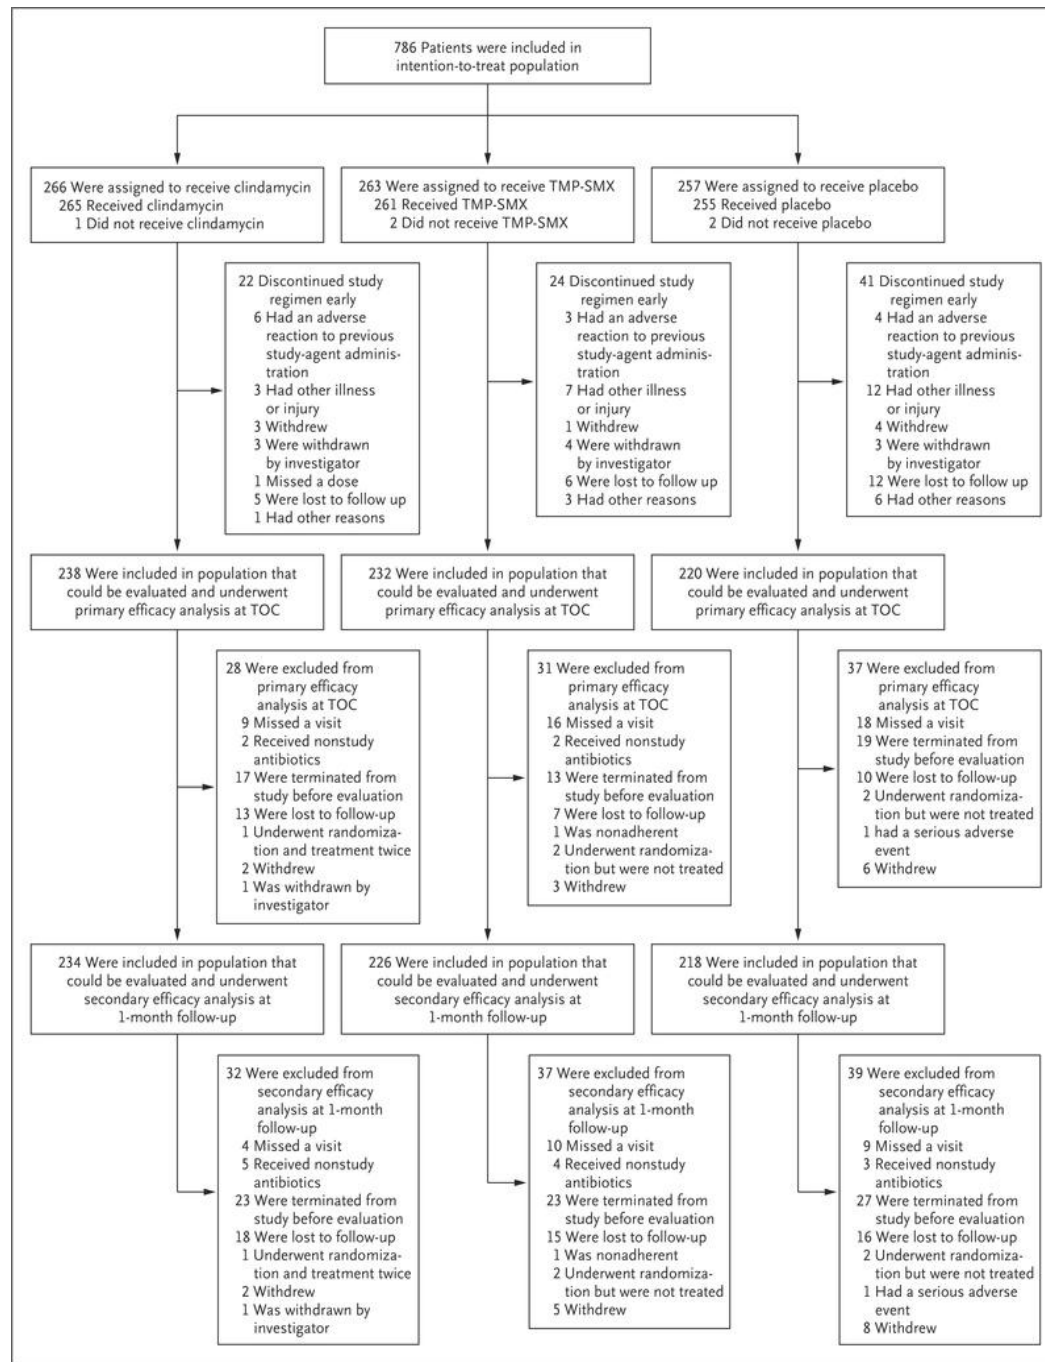 786 Patients were included in
intention-to-treat population
266 Were assigned to receive clindamycin
265 Received clindamycin
1 Did not receive clindamycin
263 Were assigned to receive TMP-SMX
261 Received TMP-SMX
2 Did not receive TMP-SMX
257 Were assigned to receive placebo
255 Received placebo
2 Did not receive placebo
22 Discontinued study
regimen early
6 Had an adverse
reaction to previous
study-agent adminis-
tration
3 Had other illness
or injury
3 Withdrew
3 Were withdrawn
by investigator
1 Missed a dose
5 Were lost to follow up
1 Had other reasons
24 Discontinued study
regimen early
3 Had an adverse
reaction to previous
study-agent adminis-
tration
7 Had other illness
or injury
1 Withdrew
4 Were withdrawn
by investigator
6 Were lost to follow up
3 Had other reasons
41 Discontinued study
regimen early
4 Had an adverse
reaction to previous
study-agent adminis-
tration
12 Had other illness
or injury
4 Withdrew
3 Were withdrawn
by investigator
12 Were lost to follow up
6 Had other reasons
238 Were included in population that
could be evaluated and underwent
primary efficacy analysis at TOC
232 Were included in population that
could be evaluated and underwent
primary efficacy analysis at TOC
220 Were included in population that
could be evaluated and underwent
primary efficacy analysis at TOC
28 Were excluded from
primary efficacy
analysis at TOC
9 Missed a visit
2 Received nonstudy
antibiotics
17 Were terminated from
study before evaluation
13 Were lost to follow-up
1 Underwent randomiza-
tion and treatment twice
2 Withdrew
1 Was withdrawn by
investigator
31 Were excluded from
primary efficacy
analysis at TOC
16 Missed a visit
2 Received nonstudy
antibiotics
13 Were terminated from
study before evaluation
7 Were lost to follow-up
1 Was nonadherent
2 Underwent randomiza-
tion but were not treated
3 Withdrew
37 Were excluded from
primary efficacy
analysis at TOC
18 Missed a visit
19 Were terminated from
study before evaluation
10 Were lost to follow-up
2 Underwent randomiza-
tion but were not treated
1 had a serious adverse
event
6 Withdrew
234 Were included in population that
could be evaluated and underwent
secondary efficacy analysis at
1-month follow-up
226 Were included in population that
could be evaluated and underwent
secondary efficacy analysis at
1-month follow-up
218 Were included in population that
could be evaluated and underwent
secondary efficacy analysis at
1-month follow-up
32 Were excluded from
secondary efficacy
analysis at 1-month
follow-up
4 Missed a visit
5 Received nonstudy
antibiotics
23 Were terminated from
study before evaluation
18 Were lost to follow-up
1 Underwent randomiza-
tion and treatment twice
2 Withdrew
1 Was withdrawn by
investigator
37 Were excluded from
secondary efficacy
analysis at 1-month
follow-up
10 Missed a visit
4 Received nonstudy
antibiotics
23 Were terminated from
study before evaluation
15 Were lost to follow-up
1 Was nonadherent
2 Underwent randomiza-
tion but were not treated
5 Withdrew
39 Were excluded from
secondary efficacy
analysis at 1-month
follow-up
9 Missed a visit
3 Received nonstudy
antibiotics
27 Were terminated from
study before evaluation
16 Were lost to follow-up
2 Underwent randomiza-
tion but were not treated
1 Had a serious adverse
event
8 Withdrew